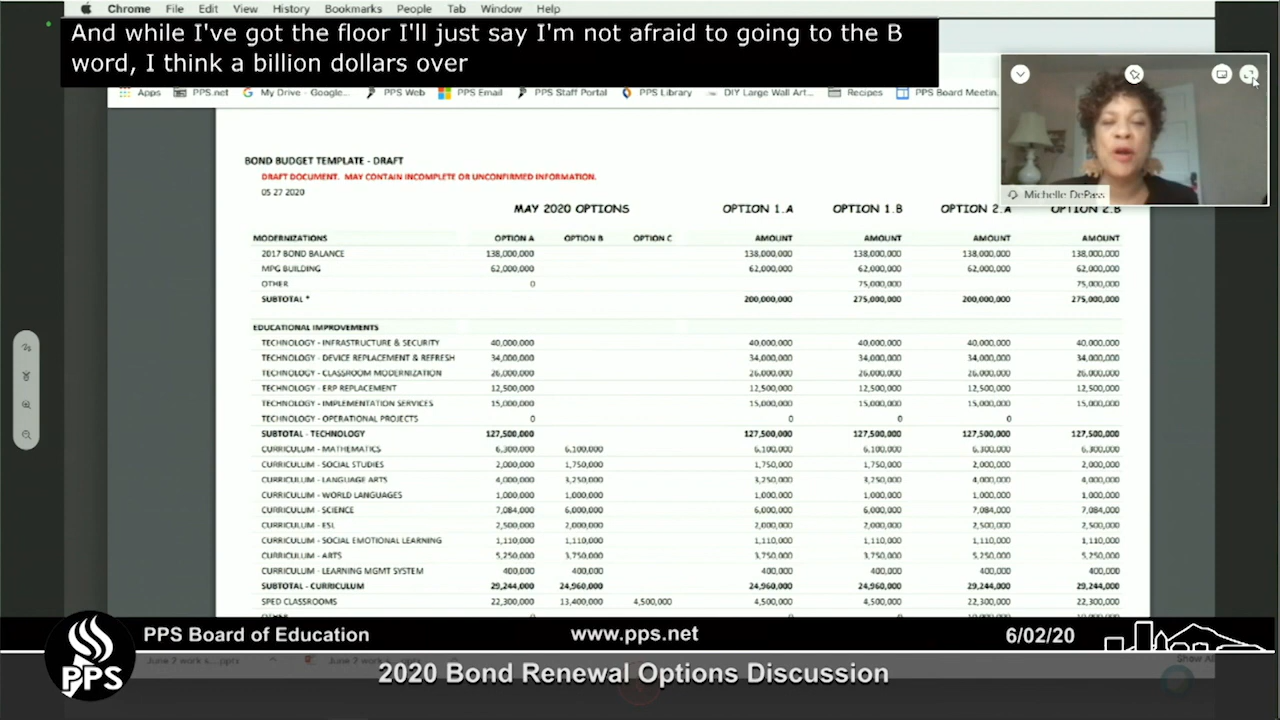 Chrome File Edit View History Bookmarks People Tab Window Help
And while I've got the floor I'll just say I'm not afraid to going to the B
word, I think a billion dollars over
Apps PPS.net My Drive - Google... PPS Web PPS Email PPS Staff Portal PPS Library DIY Large Wall Art... Recipes PPS Board Meetin...
Michelle DePass
BOND BUDGET TEMPLATE - DRAFT
DRAFT DOCUMENT. MAY CONTAIN INCOMPLETE OR UNCONFIRMED INFORMATION.
05 27 2020
MAY 2020 OPTIONS OPTION 1.A OPTION 1.B OPTION 2.A OPTION 2.B
MODERNIZATIONS OPTION A OPTION B OPTION C AMOUNT AMOUNT AMOUNT AMOUNT
2017 BOND BALANCE 138,000,000 138,000,000 138,000,000 138,000,000 138,000,000
MPG BUILDING 62,000,000 62,000,000 62,000,000 62,000,000 62,000,000
OTHER 0 75,000,000 75,000,000
SUBTOTAL * 200,000,000 275,000,000 200,000,000 275,000,000
EDUCATIONAL IMPROVEMENTS
TECHNOLOGY - INFRASTRUCTURE & SECURITY 40,000,000 40,000,000 40,000,000 40,000,000 40,000,000
TECHNOLOGY - DEVICE REPLACEMENT & REFRESH 34,000,000 34,000,000 34,000,000 34,000,000 34,000,000
TECHNOLOGY - CLASSROOM MODERNIZATION 26,000,000 26,000,000 26,000,000 26,000,000 26,000,000
TECHNOLOGY - ERP REPLACEMENT 12,500,000 12,500,000 12,500,000 12,500,000 12,500,000
TECHNOLOGY - IMPLEMENTATION SERVICES 15,000,000 15,000,000 15,000,000 15,000,000 15,000,000
TECHNOLOGY - OPERATIONAL PROJECTS 0 0 0 0
SUBTOTAL - TECHNOLOGY 127,500,000 127,500,000 127,500,000 127,500,000 127,500,000
CURRICULUM - MATHEMATICS 6,300,000 6,100,000 6,100,000 6,100,000 6,300,000 6,300,000
CURRICULUM - SOCIAL STUDIES 2,000,000 1,750,000 1,750,000 1,750,000 2,000,000 2,000,000
CURRICULUM - LANGUAGE ARTS 4,000,000 3,250,000 3,250,000 3,250,000 4,000,000 4,000,000
CURRICULUM - WORLD LANGUAGES 1,000,000 1,000,000 1,000,000 1,000,000 1,000,000 1,000,000
CURRICULUM - SCIENCE 7,084,000 6,000,000 6,000,000 6,000,000 7,084,000 7,084,000
CURRICULUM - ESL 2,500,000 2,000,000 2,000,000 2,000,000 2,500,000 2,500,000
CURRICULUM - SOCIAL EMOTIONAL LEARNING 1,110,000 1,110,000 1,110,000 1,110,000 1,110,000 1,110,000
CURRICULUM - ARTS 5,250,000 3,750,000 3,750,000 3,750,000 5,250,000 5,250,000
CURRICULUM - LEARNING MGMT SYSTEM 400,000 400,000 400,000 400,000 400,000 400,000
SUBTOTAL - CURRICULUM 29,244,000 24,960,000 24,960,000 24,960,000 29,244,000 29,244,000
SPED CLASSROOMS 22,300,000 13,400,000 4,500,000 4,500,000 4,500,000 22,300,000 22,300,000
PPS Board of Education www.pps.net 6/02/20
PPS
2020 Bond Renewal Options Discussion